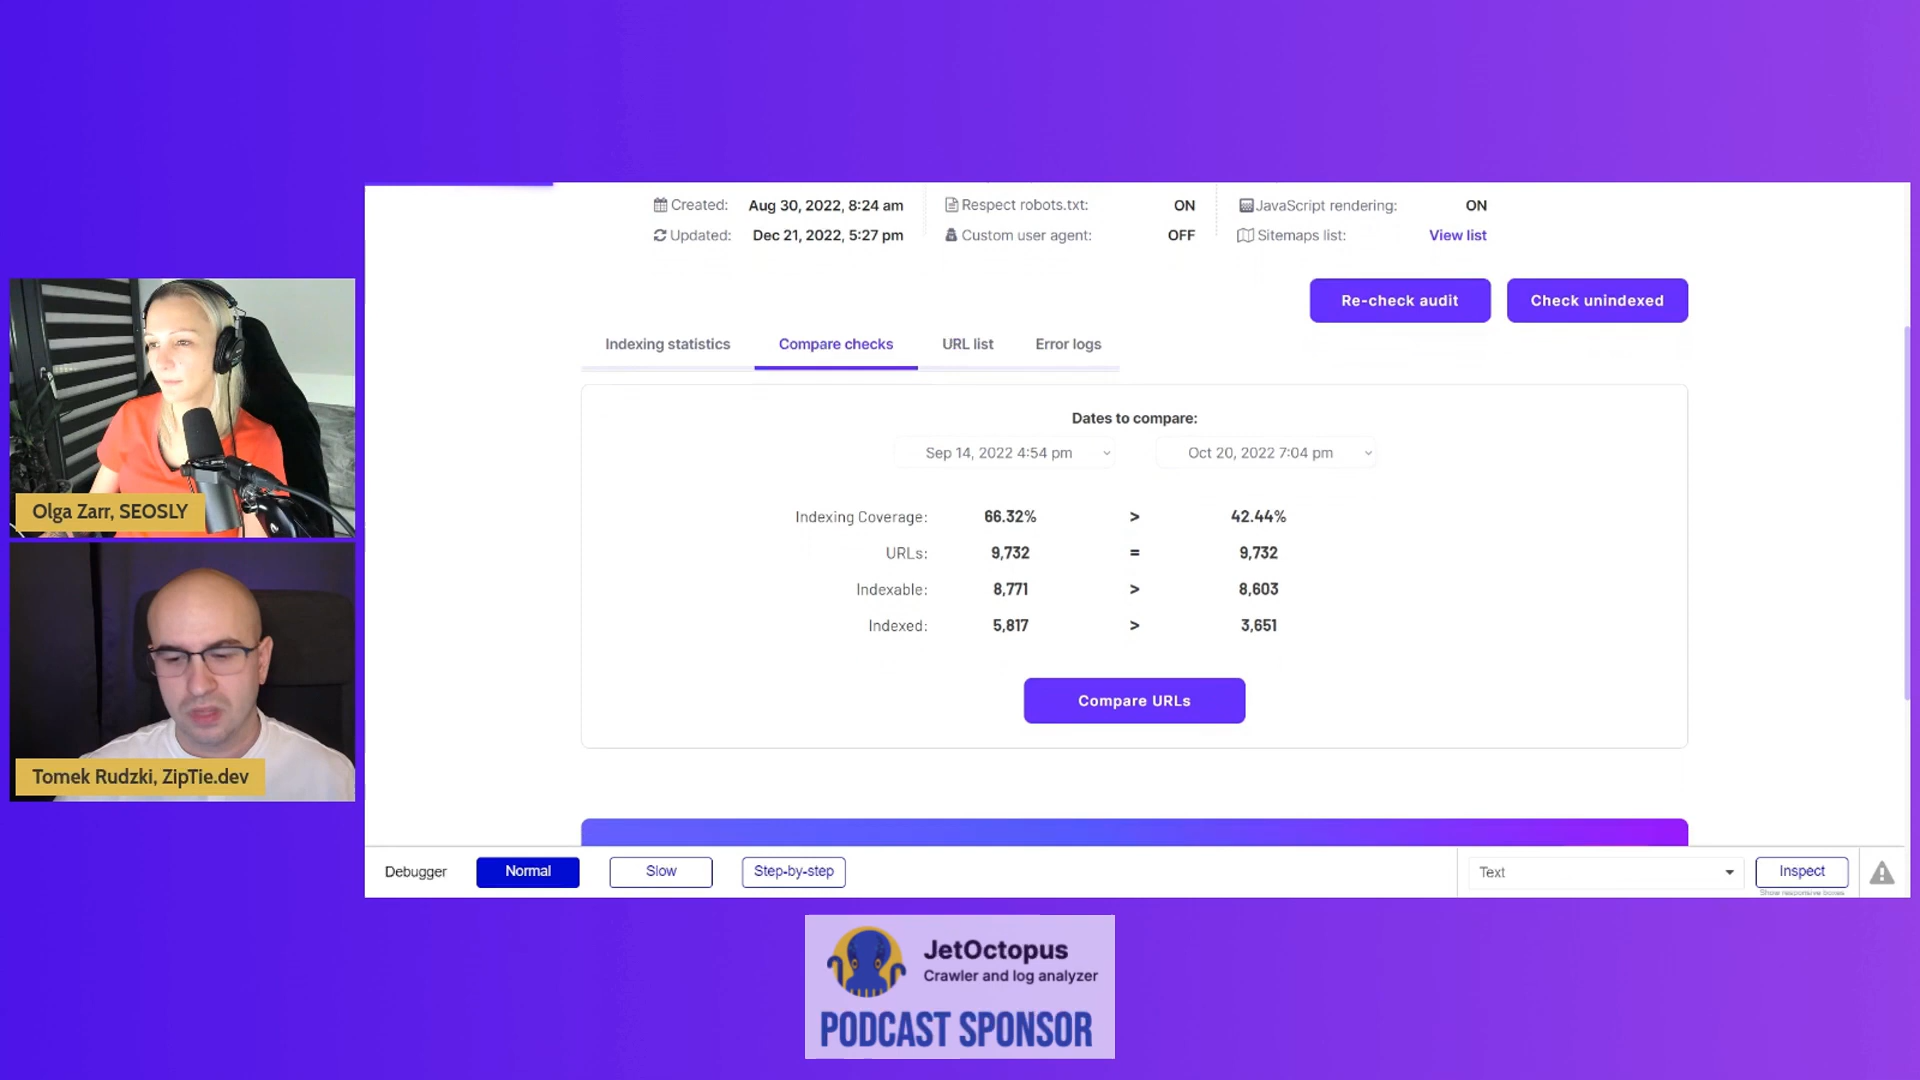 Created: Aug 30, 2022, 8:24 am Respect robots.txt: ON JavaScript rendering: ON
Updated: Dec 21, 2022, 5:27 pm Custom user agent: OFF Sitemaps list: View list
Re-check audit Check unindexed
Indexing statistics Compare checks URL list Error logs
Dates to compare:
Sep 14, 2022 4:54 pm Oct 20, 2022 7:04 pm
Indexing Coverage: 66.32% > 42.44%
URLs: 9,732 = 9,732
Indexable: 8,771 > 8,603
Indexed: 5,817 > 3,651
Compare URLs
Olga Zarr, SEOSLY
Tomek Rudzki, ZipTie.dev
Debugger Normal Slow Step-by-step Text Inspect
Show responsive boxes
JetOctopus
Crawler and log analyzer
PODCAST SPONSOR